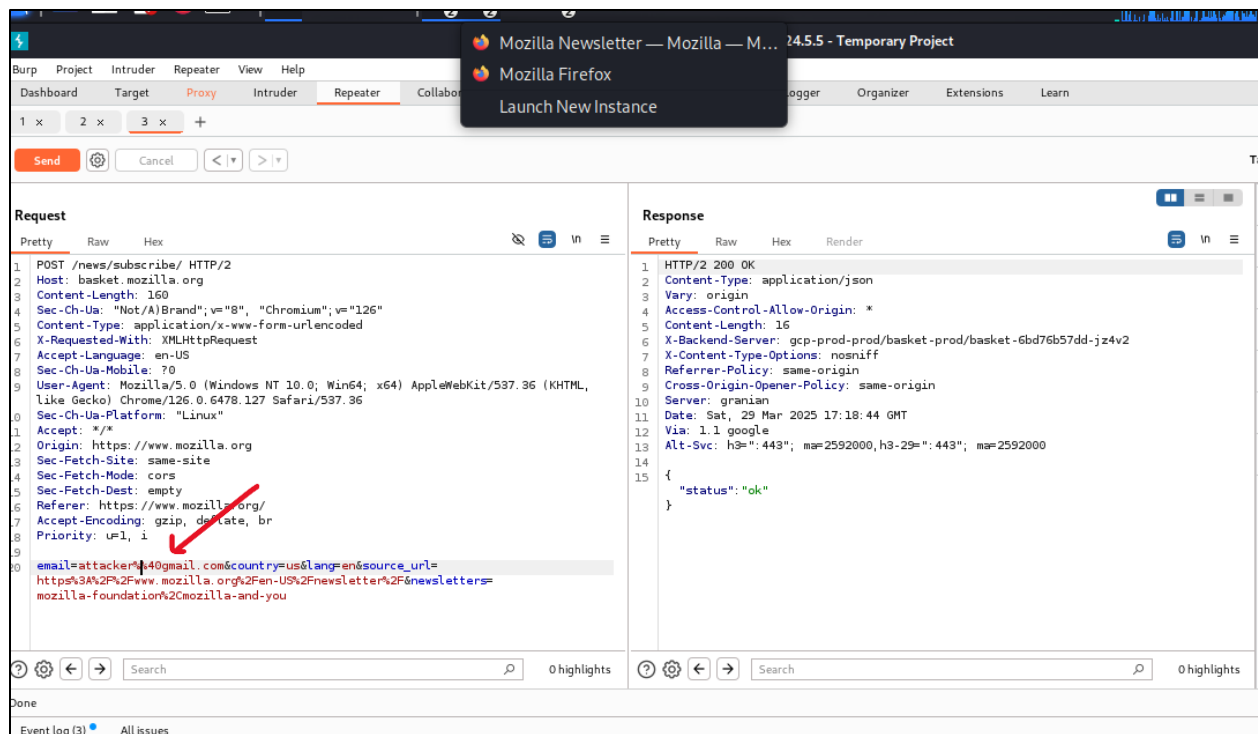 Mozilla Newsletter — Mozilla — M...
24.5.5 - Temporary Project
Mozilla Firefox
Launch New Instance
Burp Project Intruder Repeater View Help
Dashboard Target Proxy Intruder Repeater Collabor ogger Organizer Extensions Learn
1 × 2 × 3 × +
Send Cancel < > T
Request
Pretty Raw Hex \n
1 POST /news/subscribe/ HTTP/2
2 Host: basket.mozilla.org
3 Content-Length: 160
4 Sec-Ch-Ua: "Not/A)Brand";v="8", "Chromium";v="126"
5 Content-Type: application/x-www-form-urlencoded
6 X-Requested-With: XMLHttpRequest
7 Accept-Language: en-US
8 Sec-Ch-Ua-Mobile: ?0
9 User-Agent: Mozilla/5.0 (Windows NT 10.0; Win64; x64) AppleWebKit/537.36 (KHTML,
like Gecko) Chrome/126.0.6478.127 Safari/537.36
0 Sec-Ch-Ua-Platform: "Linux"
1 Accept: */*
2 Origin: https://www.mozilla.org
3 Sec-Fetch-Site: same-site
4 Sec-Fetch-Mode: cors
5 Sec-Fetch-Dest: empty
6 Referer: https://www.mozilla.org/
7 Accept-Encoding: gzip, deflate, br
8 Priority: u=1, i
9
0 email=attacker%%40gmail.com&country=us&lang=en&source_url=
https%3A%2F%2Fwww.mozilla.org%2Fen-US%2Fnewsletter%2F&newsletters=
mozilla-foundation%2Cmozilla-and-you
Search 0 highlights
Response
Pretty Raw Hex Render \n
1 HTTP/2 200 OK
2 Content-Type: application/json
3 Vary: origin
4 Access-Control-Allow-Origin: *
5 Content-Length: 16
6 X-Backend-Server: gcp-prod-prod/basket-prod/basket-6bd76b57dd-jz4v2
7 X-Content-Type-Options: nosniff
8 Referrer-Policy: same-origin
9 Cross-Origin-Opener-Policy: same-origin
10 Server: granian
11 Date: Sat, 29 Mar 2025 17:18:44 GMT
12 Via: 1.1 google
13 Alt-Svc: h3=":443"; ma=2592000,h3-29=":443"; ma=2592000
14
15 {
"status":"ok"
}
Search 0 highlights
Done
Event log (3) All issues